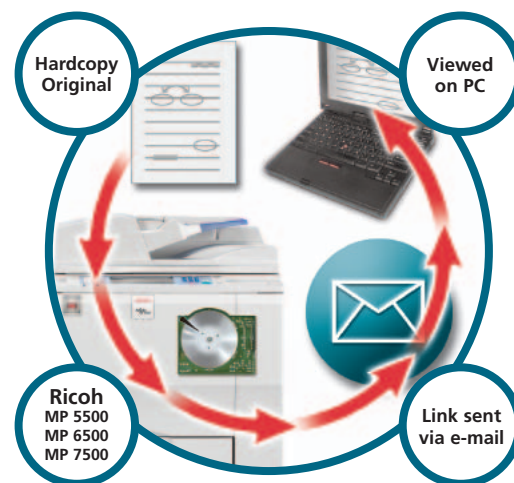 Hardcopy
Original
Viewed
on PC
Ricoh
MP 5500
MP 6500
MP 7500
Link sent
via e-mail